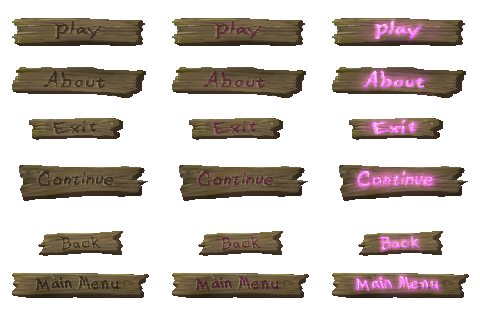 play play play
About About About
Exit Exit Exit
Continue Continue Continue
Back Back Back
Main Menu Main Menu Main Menu